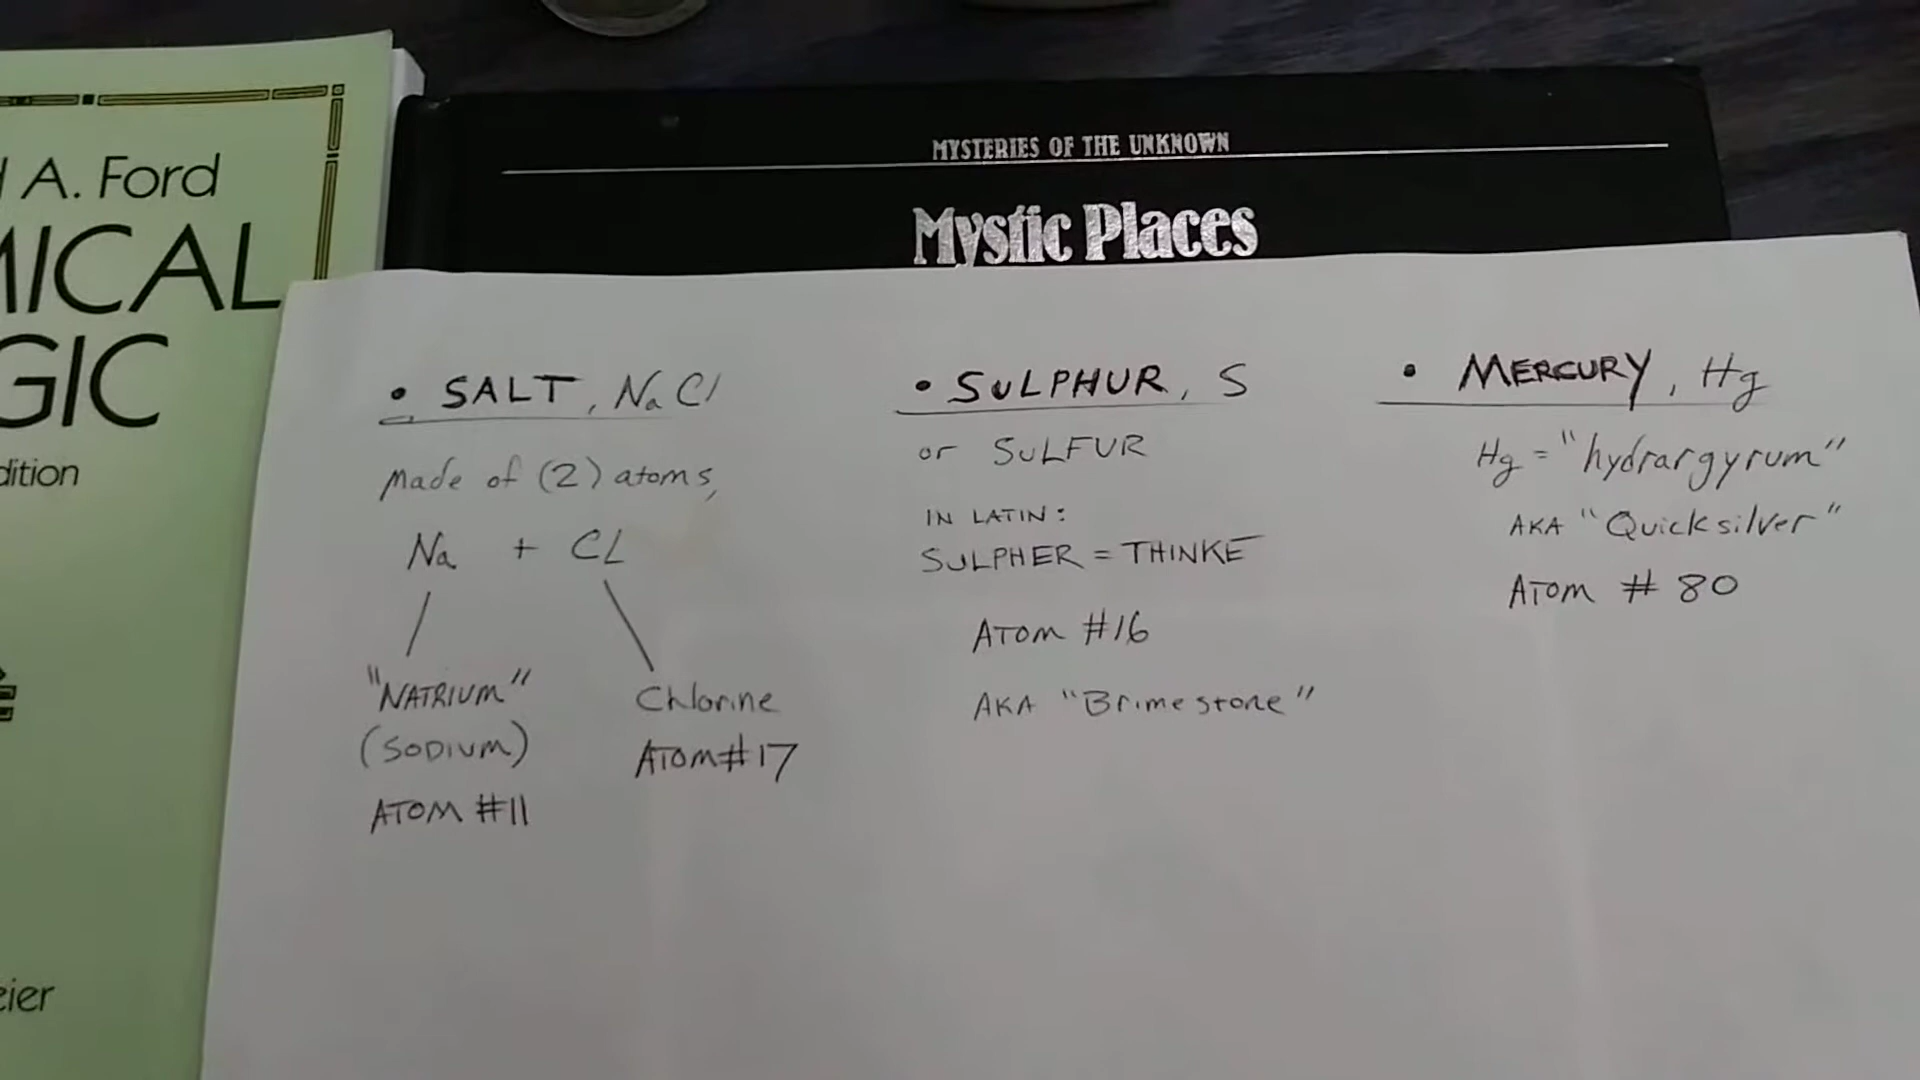 A. Ford
MICAL
GIC
dition
eier
MYSTERIES OF THE UNKNOWN
Mystic Places
• SALT, NaCl
made of (2) atoms,
Na + CL
"NATRIUM"
(SODIUM)
ATOM #11
Chlorine
ATOM #17
• SULPHUR, S
or SULFUR
IN LATIN:
SULPHER = THINKE
ATOM #16
AKA "Brimestone"
• MERCURY, Hg
Hg = "hydrargyrum"
AKA "Quicksilver"
ATOM # 80